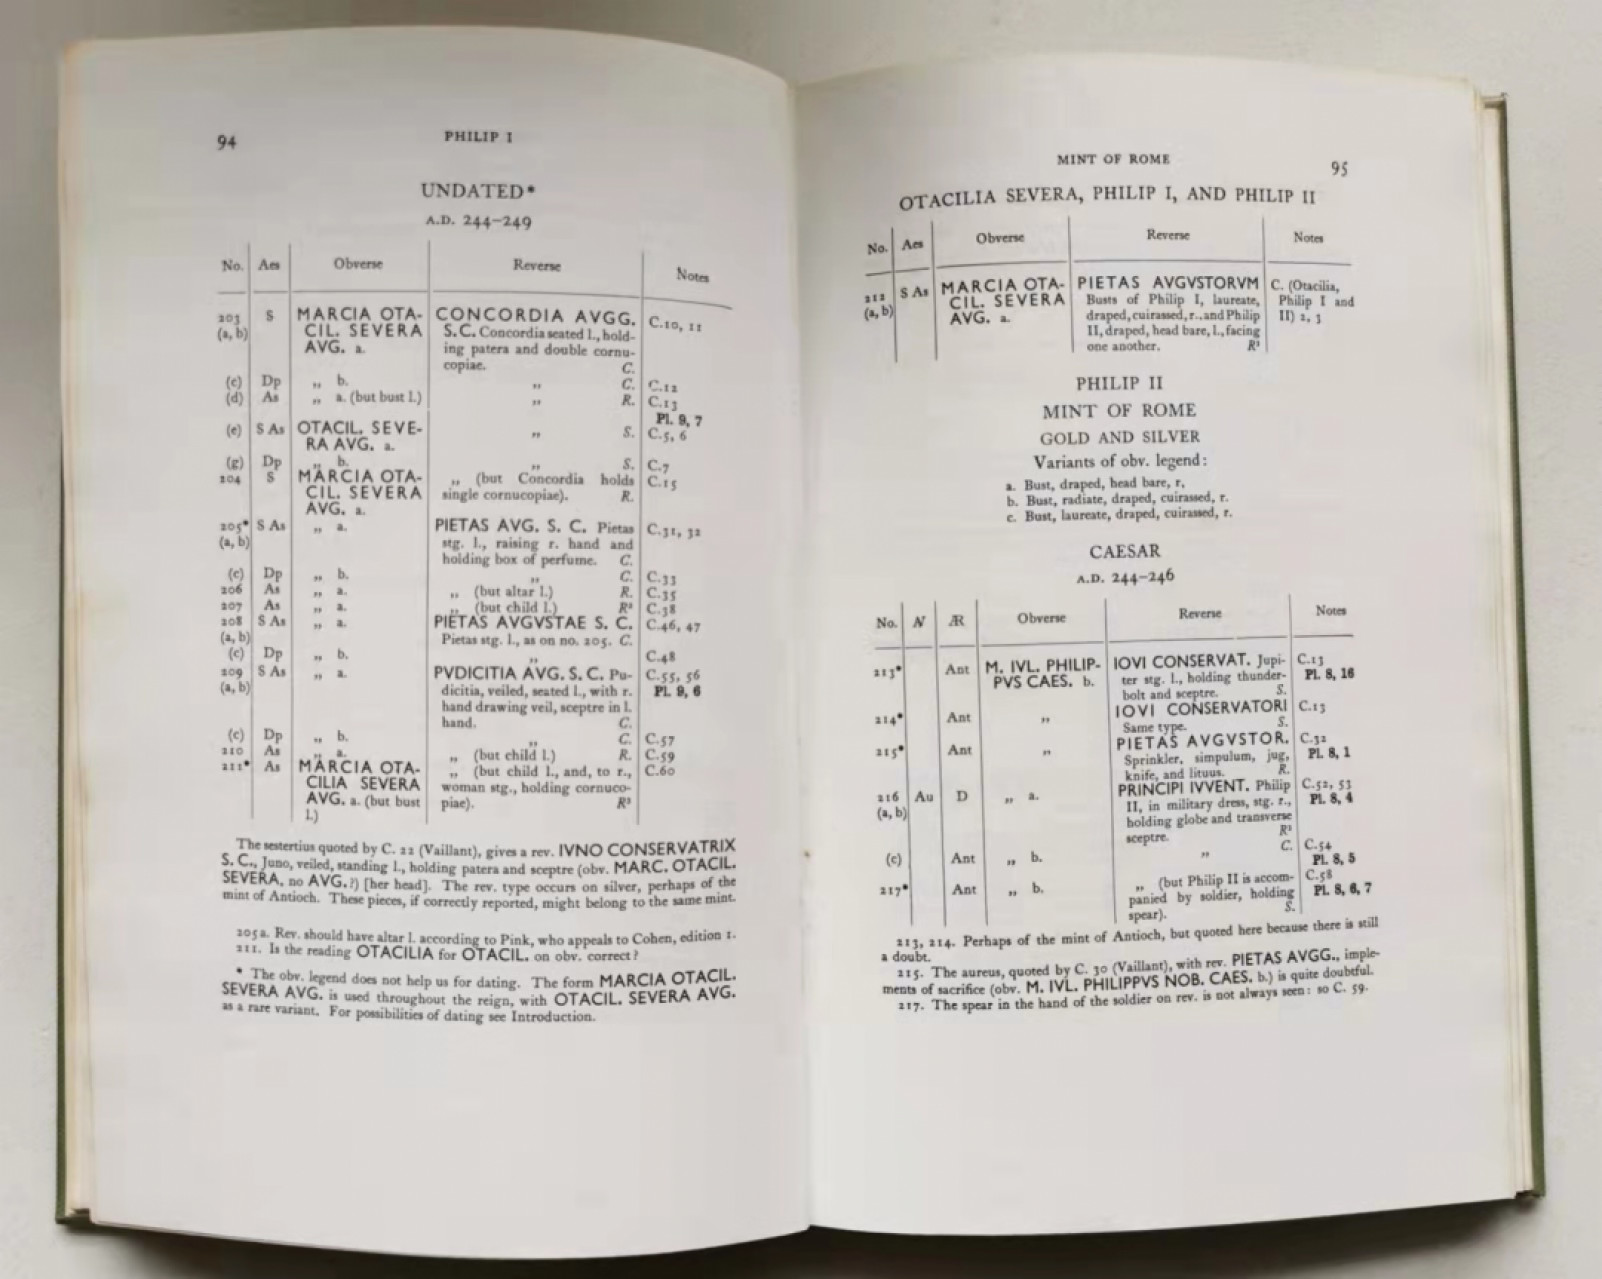 94
PHILIP I
UNDATED*
A.D. 244–249
No. Aes Obverse Reverse Notes
203 S MARCIA OTA- CONCORDIA AVGG. C.10, 11
(a, b) CIL. SEVERA S.C. Concordia seated l., hold-
AVG. a. ing patera and double cornu-
copiae. C.
(c) Dp „ b. „ C. C.12
(d) As „ a. (but bust l.) „ R. C.13
Pl. 9, 7
(e) S As OTACIL. SEVE- „ S. C.5, 6
RA AVG. a.
(g) Dp „ b. „ S. C.7
204 S MARCIA OTA- „ (but Concordia holds C.15
CIL. SEVERA single cornucopiae). R.
AVG. a.
205* S As „ a. PIETAS AVG. S. C. Pietas C.31, 32
(a, b) stg. l., raising r. hand and
holding box of perfume. C.
(c) Dp „ b. „ C. C.33
206 As „ a. „ (but altar l.) R. C.35
207 As „ a. „ (but child l.) R² C.38
208 S As „ a. PIETAS AVGVSTAE S. C. C.46, 47
(a, b) Pietas stg. l., as on no. 205. C.
(c) Dp „ b. „ C.48
209 S As „ a. PVDICITIA AVG. S. C. Pu- C.55, 56
(a, b) dicitia, veiled, seated l., with r. Pl. 9, 6
hand drawing veil, sceptre in l.
hand. C.
(c) Dp „ b. „ C. C.57
210 As „ a. „ (but child l.) R. C.59
211* As MARCIA OTA- „ (but child l., and, to r., C.60
CILIA SEVERA woman stg., holding cornuco-
AVG. a. (but bust piae). R²
l.)
The sestertius quoted by C. 22 (Vaillant), gives a rev. IVNO CONSERVATRIX
S. C., Juno, veiled, standing l., holding patera and sceptre (obv. MARC. OTACIL.
SEVERA, no AVG.?) [her head]. The rev. type occurs on silver, perhaps of the
mint of Antioch. These pieces, if correctly reported, might belong to the same mint.
205a. Rev. should have altar l. according to Pink, who appeals to Cohen, edition 1.
211. Is the reading OTACILIA for OTACIL. on obv. correct?
* The obv. legend does not help us for dating. The form MARCIA OTACIL.
SEVERA AVG. is used throughout the reign, with OTACIL. SEVERA AVG.
as a rare variant. For possibilities of dating see Introduction.
MINT OF ROME
95
OTACILIA SEVERA, PHILIP I, AND PHILIP II
No. Aes Obverse Reverse Notes
212 S As MARCIA OTA- PIETAS AVGVSTORVM C. (Otacilia,
(a, b) CIL. SEVERA Busts of Philip I, laureate, Philip I and
AVG. a. draped, cuirassed, r., and Philip II) 2, 3
II, draped, head bare, l., facing
one another. R²
PHILIP II
MINT OF ROME
GOLD AND SILVER
Variants of obv. legend:
a. Bust, draped, head bare, r.
b. Bust, radiate, draped, cuirassed, r.
c. Bust, laureate, draped, cuirassed, r.
CAESAR
A.D. 244–246
No. N Æ Obverse Reverse Notes
213* Ant M. IVL. PHILIP- IOVI CONSERVAT. Jupi- C.13
PVS CAES. b. ter stg. l., holding thunder- Pl. 8, 16
bolt and sceptre. S.
214* Ant „ IOVI CONSERVATORI C.13
Same type. S.
215* Ant „ PIETAS AVGVSTOR. C.32
Sprinkler, simpulum, jug, Pl. 8, 1
knife, and lituus. R.
216 Au D „ a. PRINCIPI IVVENT. Philip C.52, 53
(a, b) II, in military dress, stg. r., Pl. 8, 4
holding globe and transverse
sceptre. R²
(c) Ant „ b. „ C. C.54
Pl. 8, 5
217* Ant „ b. „ (but Philip II is accom- C.58
panied by soldier, holding Pl. 8, 6, 7
spear). S.
213, 214. Perhaps of the mint of Antioch, but quoted here because there is still
a doubt.
215. The aureus, quoted by C. 30 (Vaillant), with rev. PIETAS AVGG., imple-
ments of sacrifice (obv. M. IVL. PHILIPPVS NOB. CAES. b.) is quite doubtful.
217. The spear in the hand of the soldier on rev. is not always seen: so C. 59.